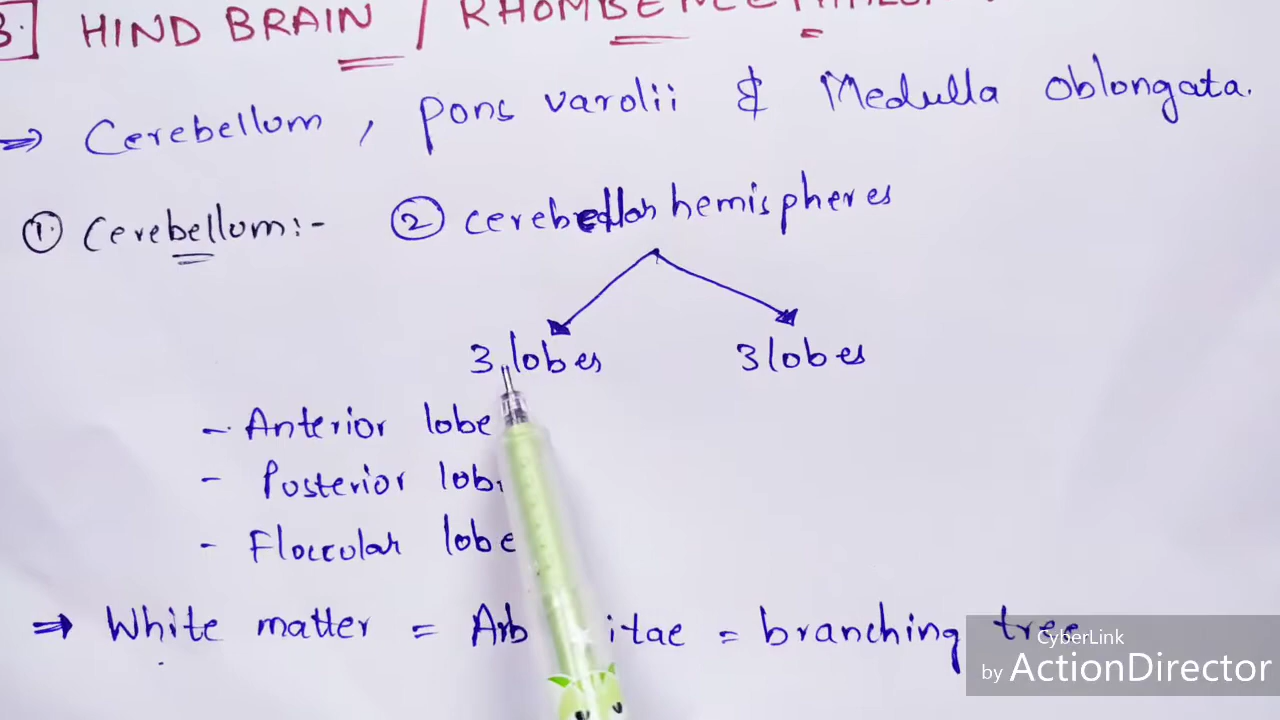 3. HIND BRAIN /
→ Cerebellum, pons varolii & Medulla oblongata.
① Cerebellum:- ② cerebellar hemispheres
3 lobes 3 lobes
- Anterior lobe
- Posterior lob
- Floccular lobe
→ White matter = Arb itae = branching tree
CyberLink
by ActionDirector